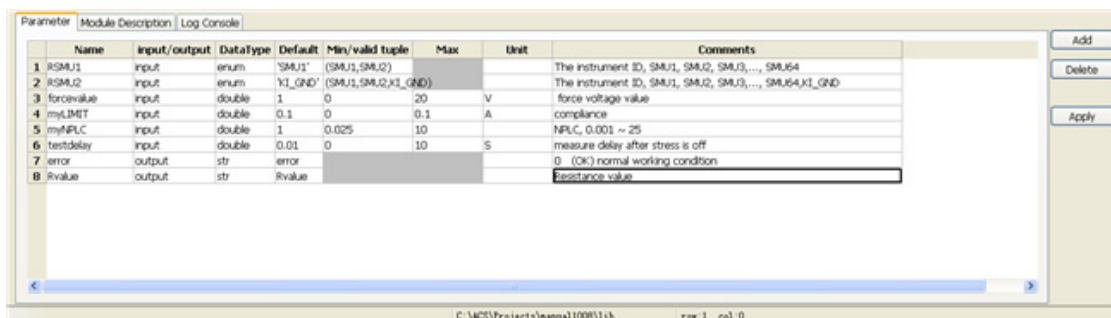 Parameter Module Description Log Console
Name input/output DataType Default Min/valid tuple Max Unit Comments
1 RSMU1 input enum 'SMU1' (SMU1,SMU2) The instrument ID, SMU1, SMU2, SMU3,..., SMU64
2 RSMU2 input enum 'KI_GND' (SMU1,SMU2,KI_GND) The instrument ID, SMU1, SMU2, SMU3,..., SMU64,KI_GND
3 forcevalue input double 1 0 20 V force voltage value
4 myLIMIT input double 0.1 0 0.1 A compliance
5 myNPLC input double 1 0.025 10 NPLC, 0.001 ~ 25
6 testdelay input double 0.01 0 10 S measure delay after stress is off
7 error output str error 0 (OK) normal working condition
8 Rvalue output str Rvalue Resistance value
Add
Delete
Apply
C:\ACS\Projects\mannal1008\lib row:1 col:0